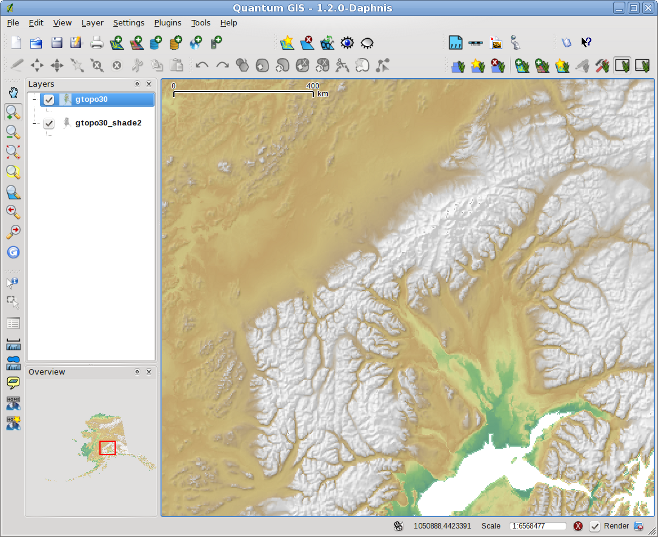 Quantum GIS - 1.2.0-Daphnis
File Edit View Layer Settings Plugins Tools Help
Layers
gtopo30
gtopo30_shade2
0 400
km
Overview
1050888,4423391 Scale 1:6568477 Render